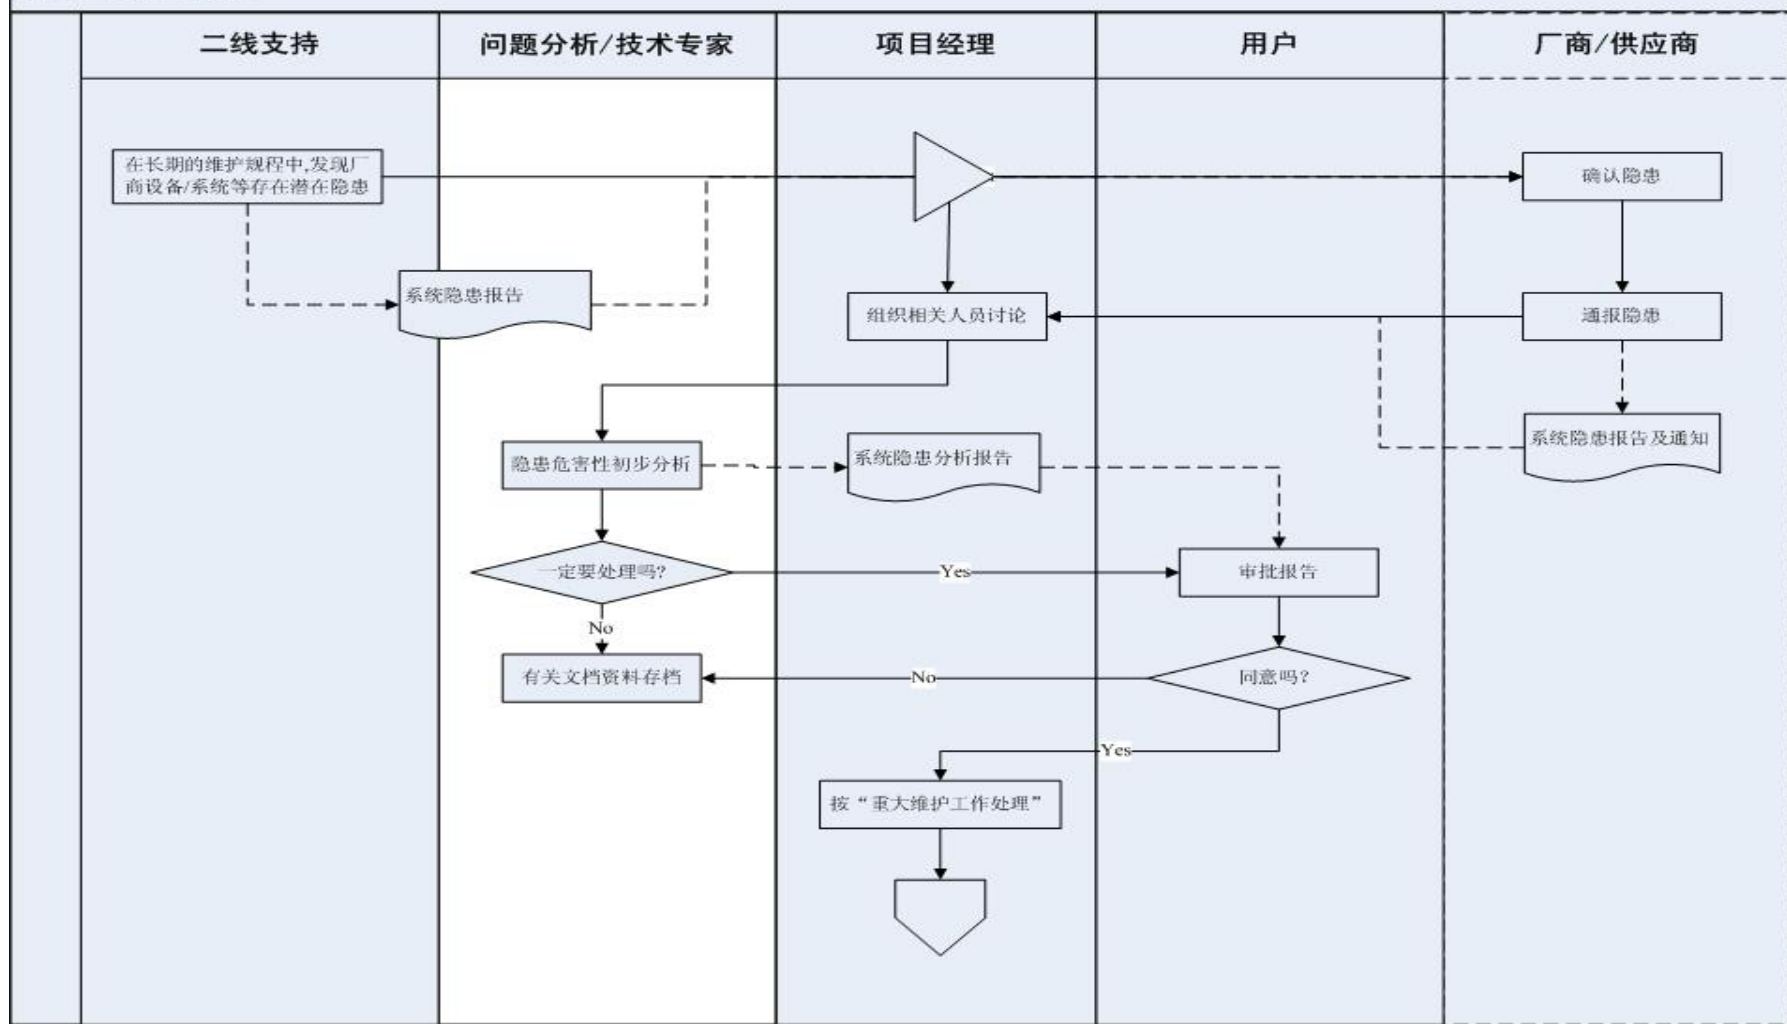 二线支持
问题分析/技术专家
项目经理
用户
厂商/供应商
在长期的维护规程中,发现厂
商设备/系统等存在潜在隐患
确认隐患
系统隐患报告
组织相关人员讨论
通报隐患
隐患危害性初步分析
系统隐患分析报告
系统隐患报告及通知
一定要处理吗?
Yes
审批报告
No
有关文档资料存档
No
同意吗?
Yes
按“重大维护工作处理”